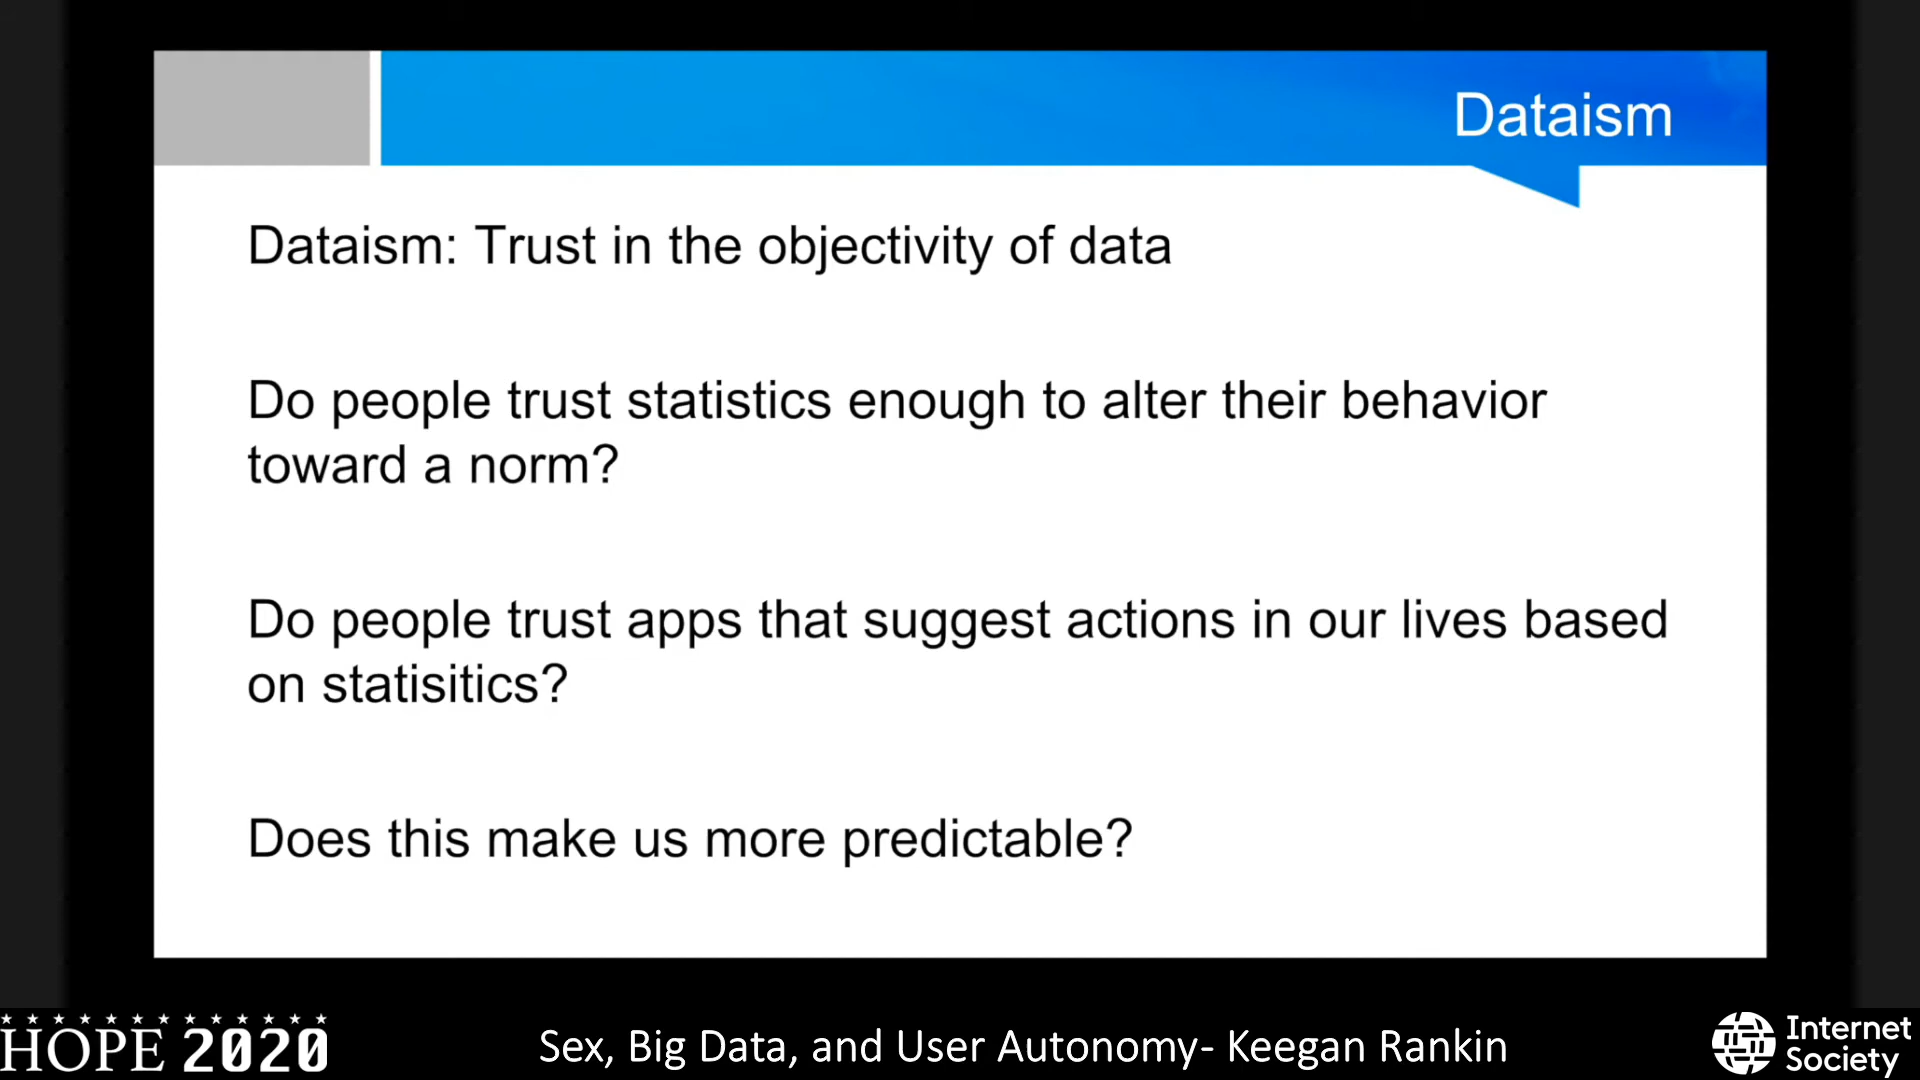 Dataism
Dataism: Trust in the objectivity of data
Do people trust statistics enough to alter their behavior
toward a norm?
Do people trust apps that suggest actions in our lives based
on statisitics?
Does this make us more predictable?
HOPE 2020
Sex, Big Data, and User Autonomy- Keegan Rankin
Internet
Society